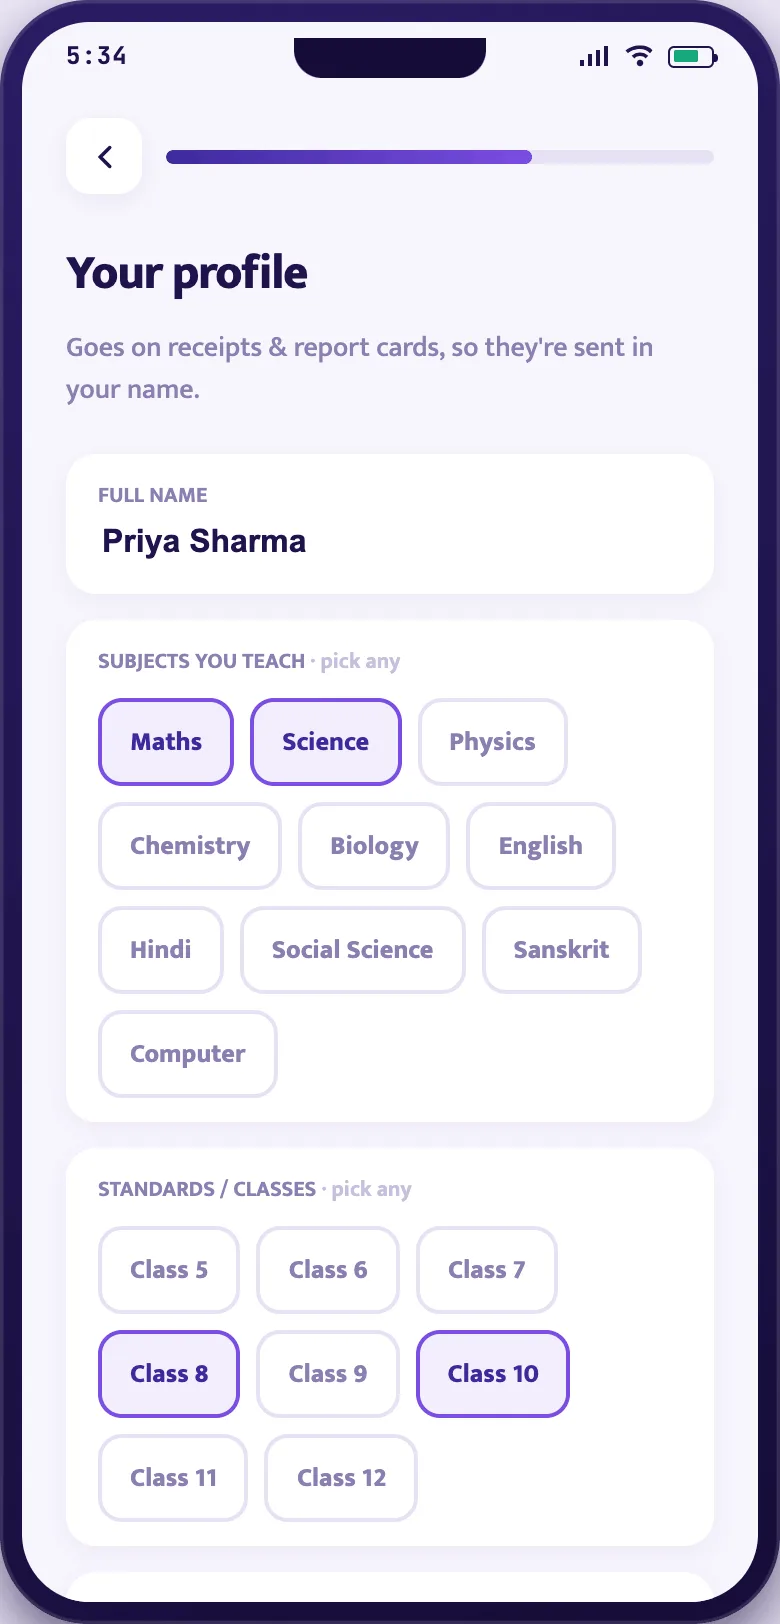 5:34
Your profile
Goes on receipts & report cards, so they're sent in
your name.
FULL NAME
Priya Sharma
SUBJECTS YOU TEACH · pick any
Maths Science Physics
Chemistry Biology English
Hindi Social Science Sanskrit
Computer
STANDARDS / CLASSES · pick any
Class 5 Class 6 Class 7
Class 8 Class 9 Class 10
Class 11 Class 12